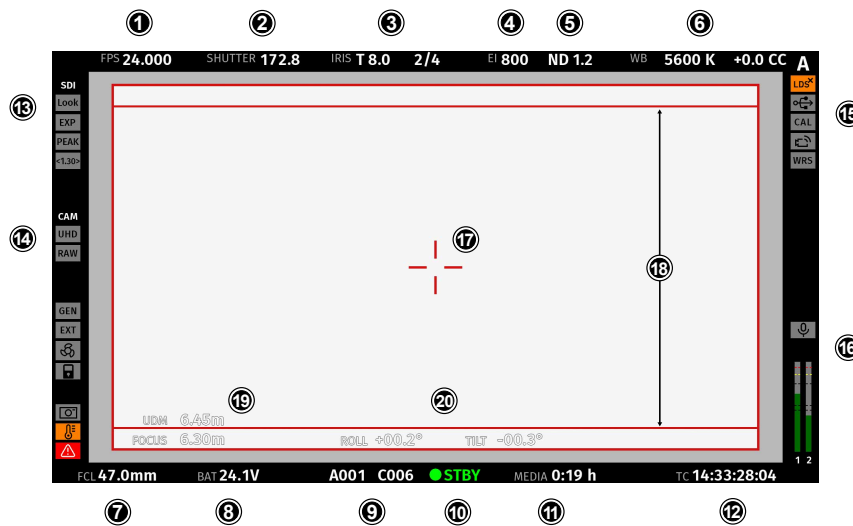 1 2 3 4 5 6
FPS 24.000 SHUTTER 172.8 IRIS T 8.0 2/4 EI 800 ND 1.2 WB 5600 K +0.0 CC A
SDI
LDS×
13
Look
15
EXP
CAL
PEAK
<1.30>
WRS
CAM
14
UHD
17
RAW
18
GEN
EXT
16
19
20
UDM 6.45m
FOCUS 6.30m ROLL +00.2° TILT -00.3°
1 2
FCL 47.0mm BAT 24.1V A001 C006 STBY MEDIA 0:19 h TC 14:33:28:04
7 8 9 10 11 12